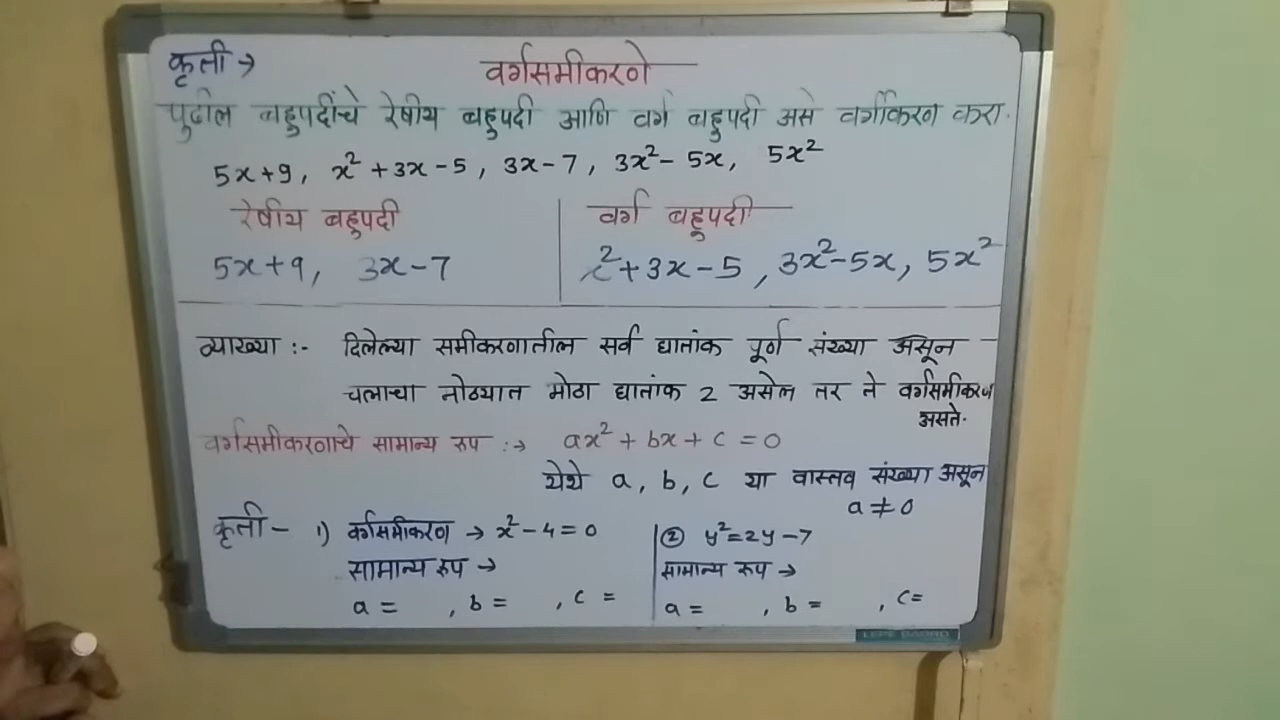 कृती →
वर्गसमीकरणे
पुढील बहुपदींचे रेषीय बहुपदी आणि वर्ग बहुपदी असे वर्गीकरण करा.
5x+9, x² + 3x - 5, 3x - 7, 3x² - 5x, 5x²
रेषीय बहुपदी
5x+9, 3x-7
वर्ग बहुपदी
x²+3x-5, 3x²-5x, 5x²
व्याख्या :- दिलेल्या समीकरणातील सर्व घातांक पूर्ण संख्या असून
चलाचा जोठ्यात मोठा घातांक 2 असेल तर ते वर्गसमीकरण
असते.
वर्गसमीकरणाचे सामान्य रुप :→ ax² + bx + c = 0
येथे a, b, c या वास्तव संख्या असून
a ≠ 0
कृती - 1) वर्गसमीकरण → x² - 4 = 0
सामान्य रुप →
a = , b = , c =
② y² = 2y - 7
सामान्य रुप →
a = , b = , c =
LEPE BOARD